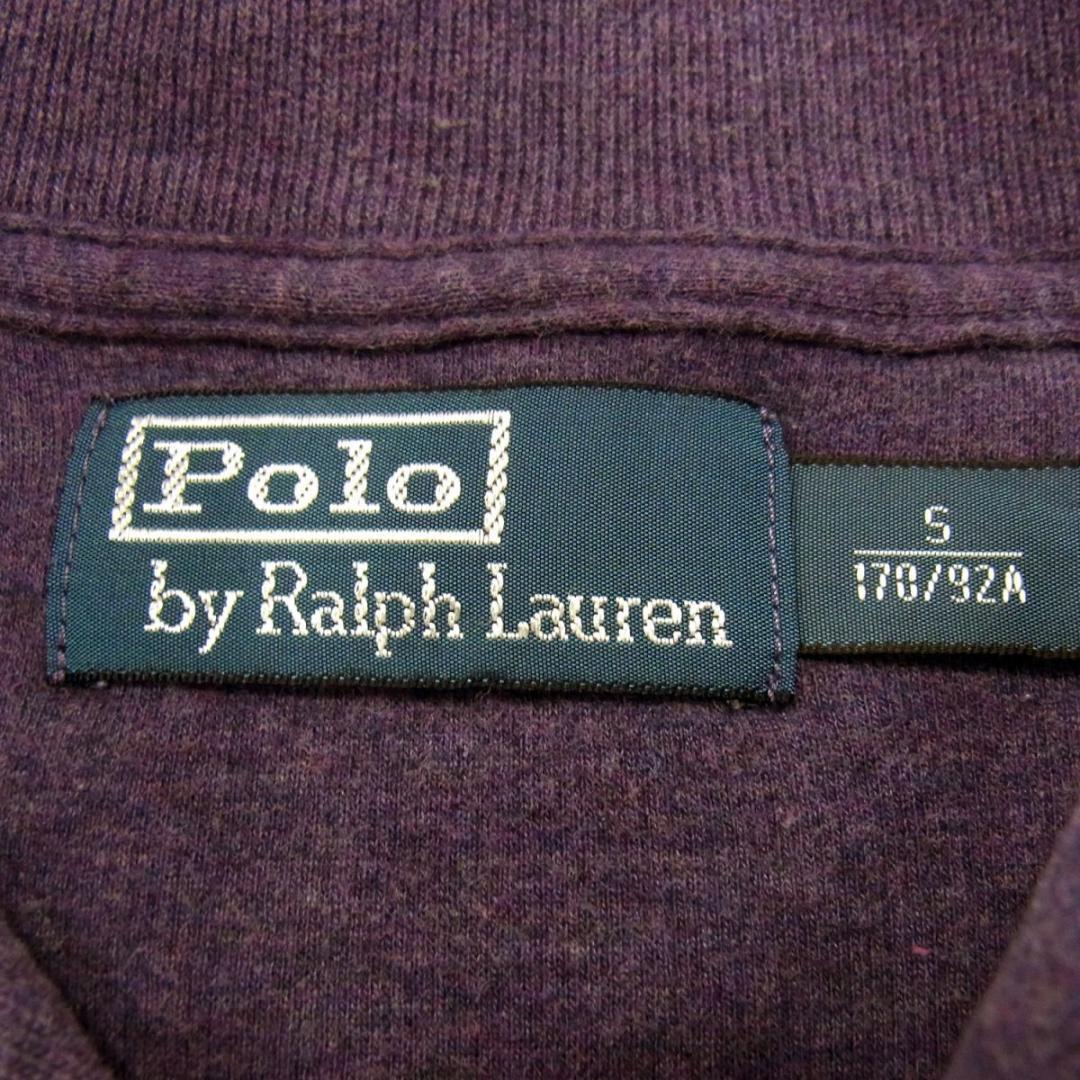 Polo
by Ralph Lauren
S
170/92A